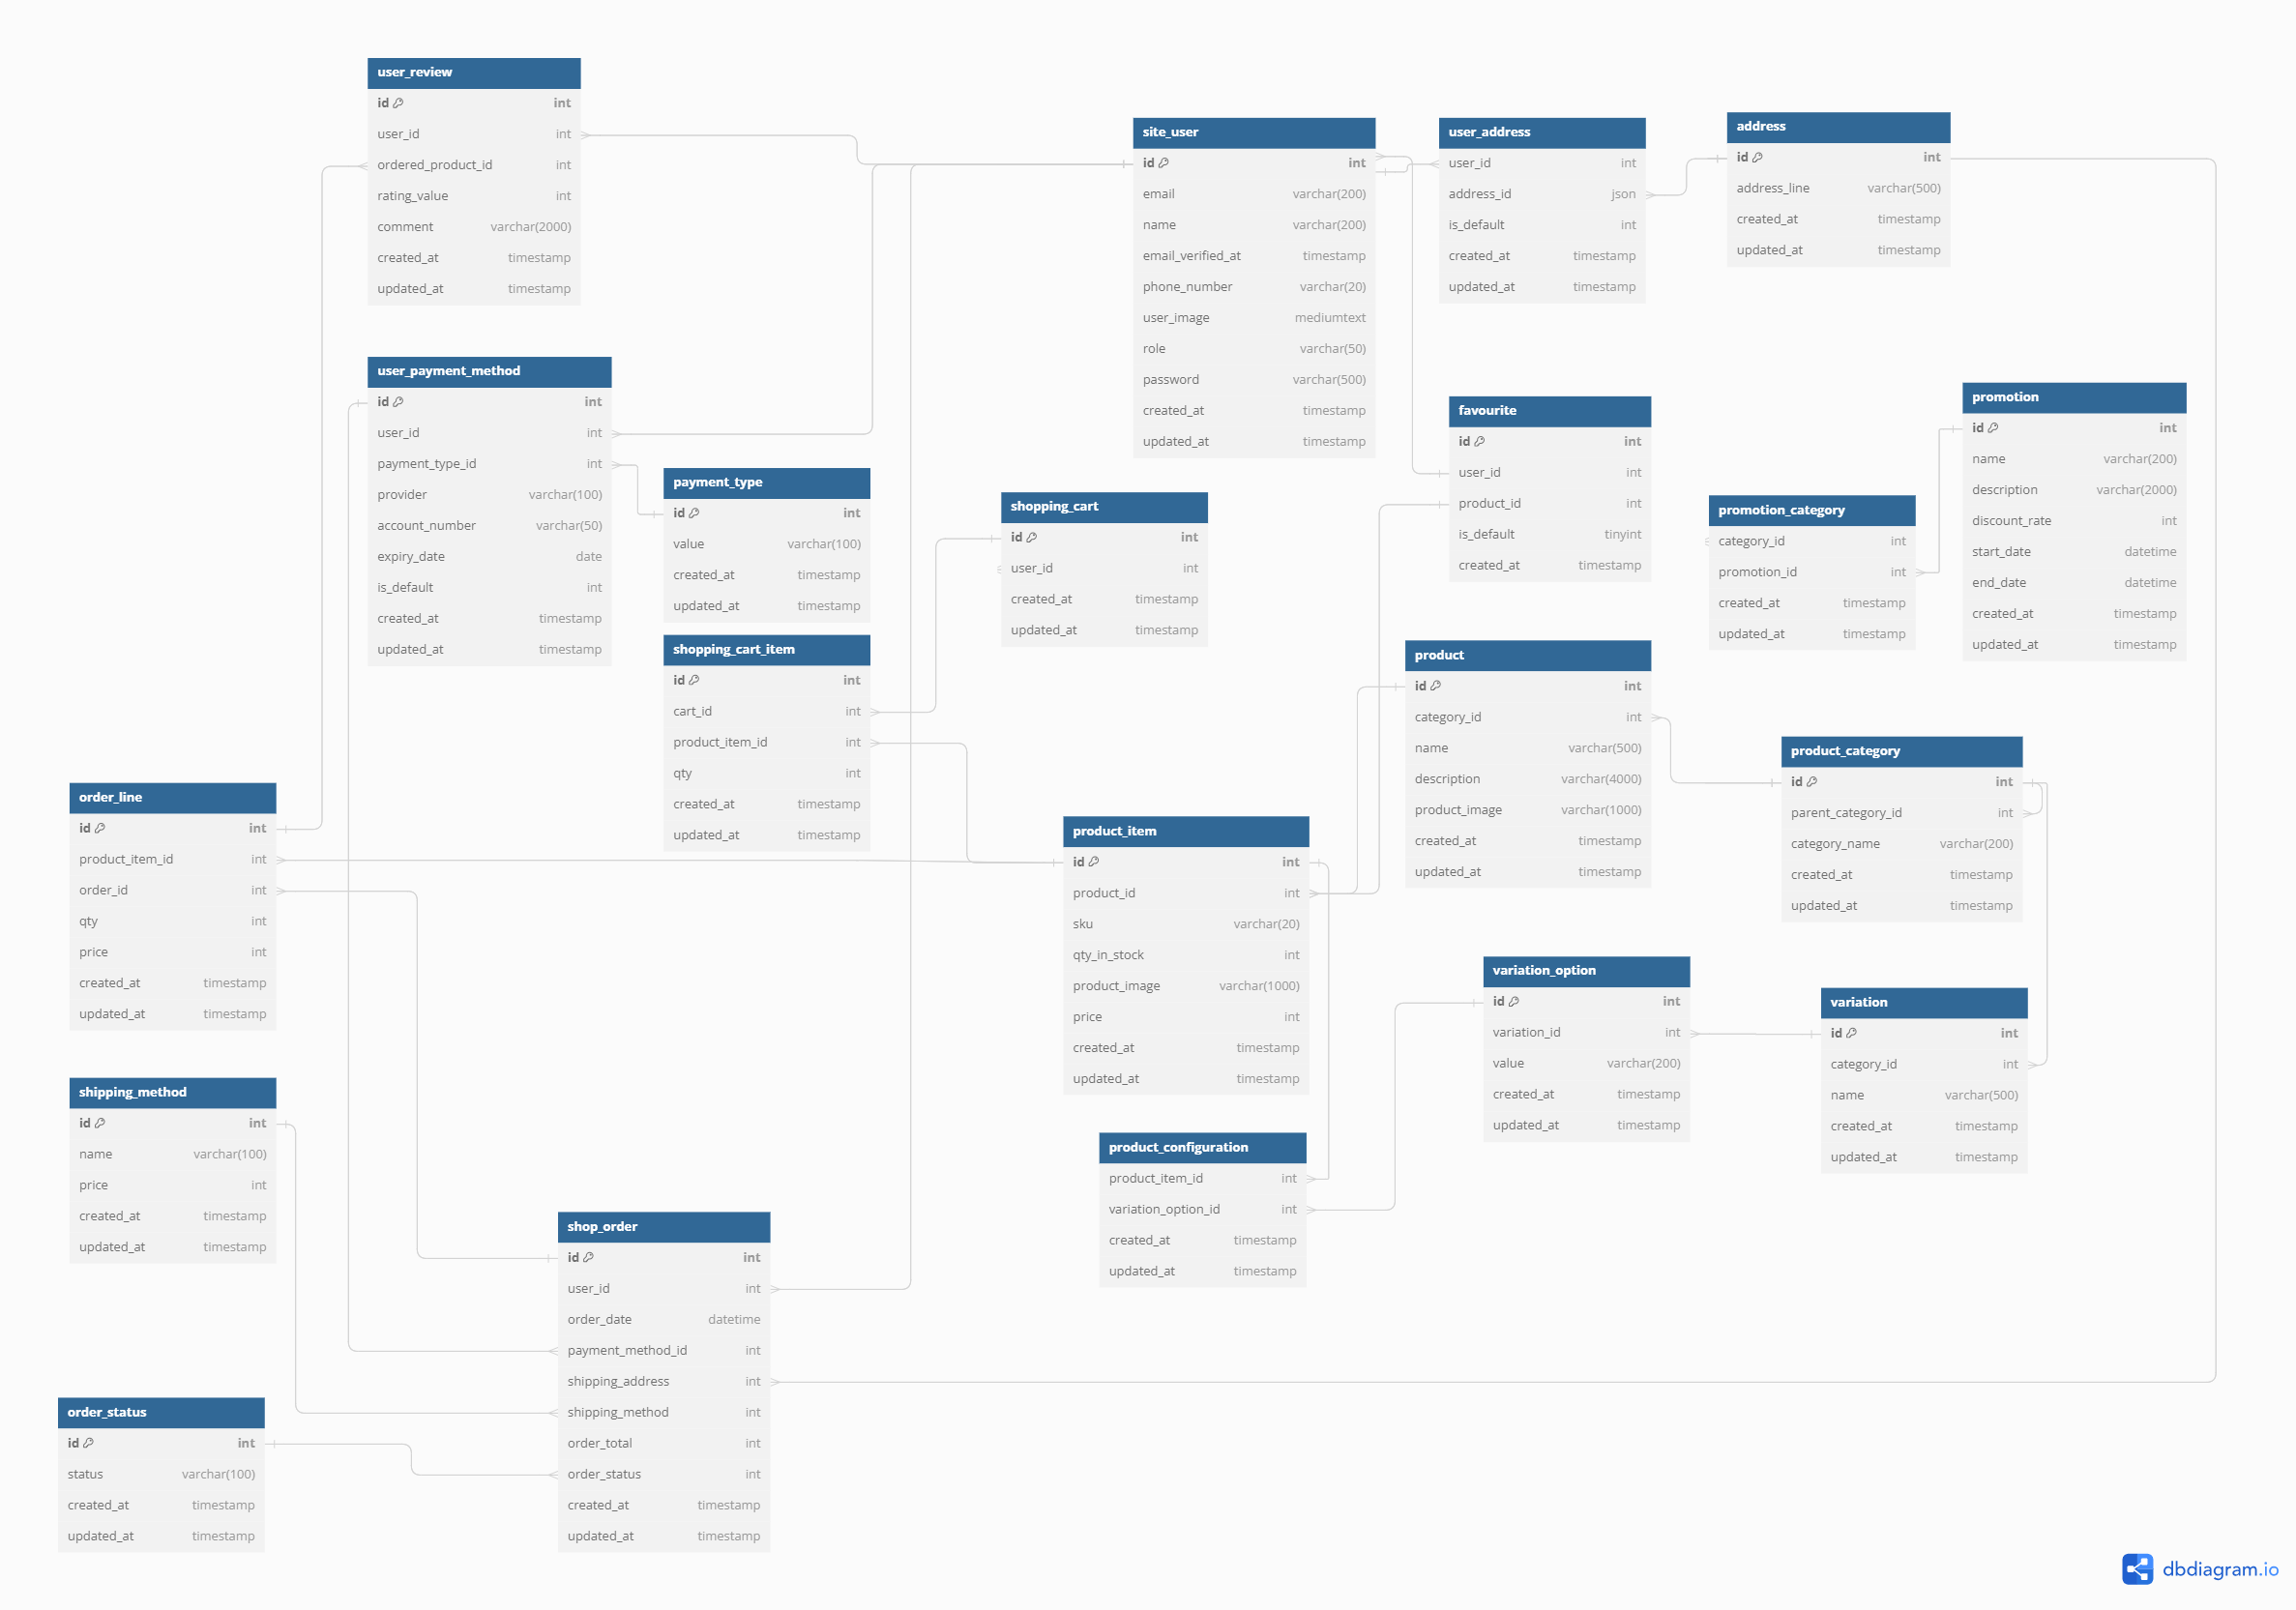 user_review
id int
user_id int
ordered_product_id int
rating_value int
comment varchar(2000)
created_at timestamp
updated_at timestamp
site_user
id int
email varchar(200)
name varchar(200)
email_verified_at timestamp
phone_number varchar(20)
user_image mediumtext
role varchar(50)
password varchar(500)
created_at timestamp
updated_at timestamp
user_address
user_id int
address_id json
is_default int
created_at timestamp
updated_at timestamp
address
id int
address_line varchar(500)
created_at timestamp
updated_at timestamp
user_payment_method
id int
user_id int
payment_type_id int
provider varchar(100)
account_number varchar(50)
expiry_date date
is_default int
created_at timestamp
updated_at timestamp
payment_type
id int
value varchar(100)
created_at timestamp
updated_at timestamp
shopping_cart
id int
user_id int
created_at timestamp
updated_at timestamp
favourite
id int
user_id int
product_id int
is_default tinyint
created_at timestamp
promotion_category
category_id int
promotion_id int
created_at timestamp
updated_at timestamp
promotion
id int
name varchar(200)
description varchar(2000)
discount_rate int
start_date datetime
end_date datetime
created_at timestamp
updated_at timestamp
shopping_cart_item
id int
cart_id int
product_item_id int
qty int
created_at timestamp
updated_at timestamp
product
id int
category_id int
name varchar(500)
description varchar(4000)
product_image varchar(1000)
created_at timestamp
updated_at timestamp
product_category
id int
parent_category_id int
category_name varchar(200)
created_at timestamp
updated_at timestamp
order_line
id int
product_item_id int
order_id int
qty int
price int
created_at timestamp
updated_at timestamp
product_item
id int
product_id int
sku varchar(20)
qty_in_stock int
product_image varchar(1000)
price int
created_at timestamp
updated_at timestamp
variation_option
id int
variation_id int
value varchar(200)
created_at timestamp
updated_at timestamp
variation
id int
category_id int
name varchar(500)
created_at timestamp
updated_at timestamp
shipping_method
id int
name varchar(100)
price int
created_at timestamp
updated_at timestamp
product_configuration
product_item_id int
variation_option_id int
created_at timestamp
updated_at timestamp
shop_order
id int
user_id int
order_date datetime
payment_method_id int
shipping_address int
shipping_method int
order_total int
order_status int
created_at timestamp
updated_at timestamp
order_status
id int
status varchar(100)
created_at timestamp
updated_at timestamp
dbdiagram.io